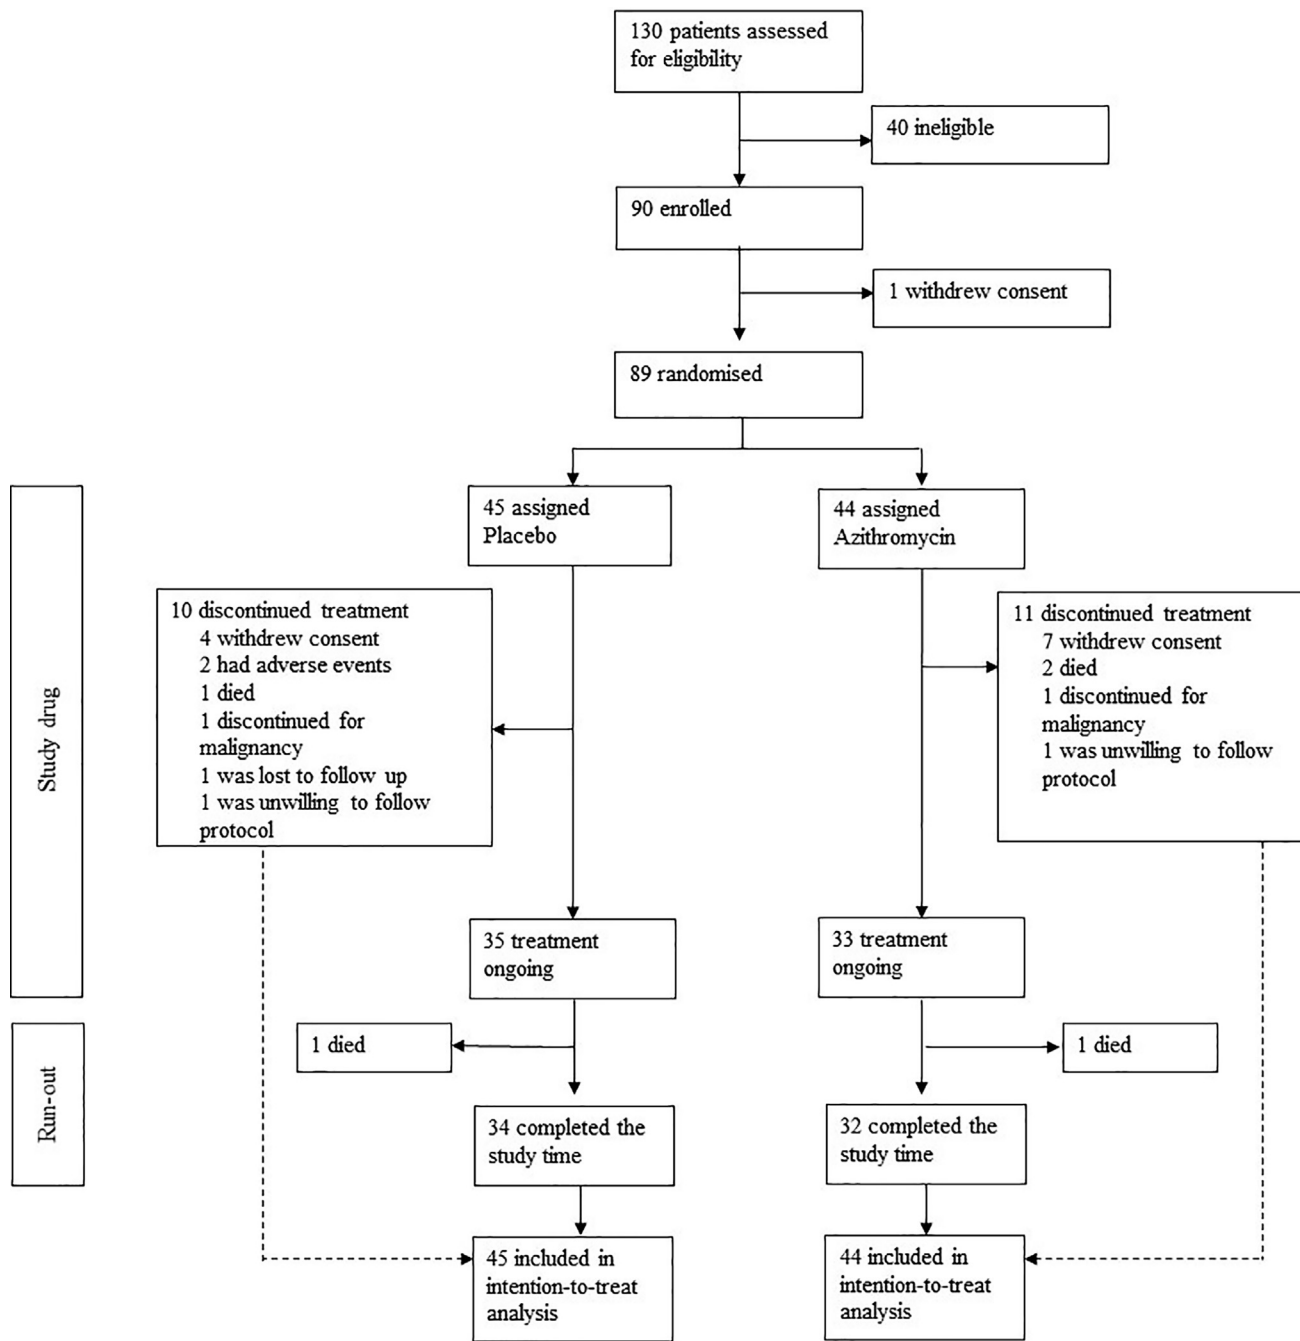 130 patients assessed
for eligibility
40 ineligible
90 enrolled
1 withdrew consent
89 randomised
45 assigned
Placebo
44 assigned
Azithromycin
Study drug
10 discontinued treatment
4 withdrew consent
2 had adverse events
1 died
1 discontinued for
malignancy
1 was lost to follow up
1 was unwilling to follow
protocol
11 discontinued treatment
7 withdrew consent
2 died
1 discontinued for
malignancy
1 was unwilling to follow
protocol
35 treatment
ongoing
33 treatment
ongoing
Run-out
1 died
1 died
34 completed the
study time
32 completed the
study time
45 included in
intention-to-treat
analysis
44 included in
intention-to-treat
analysis